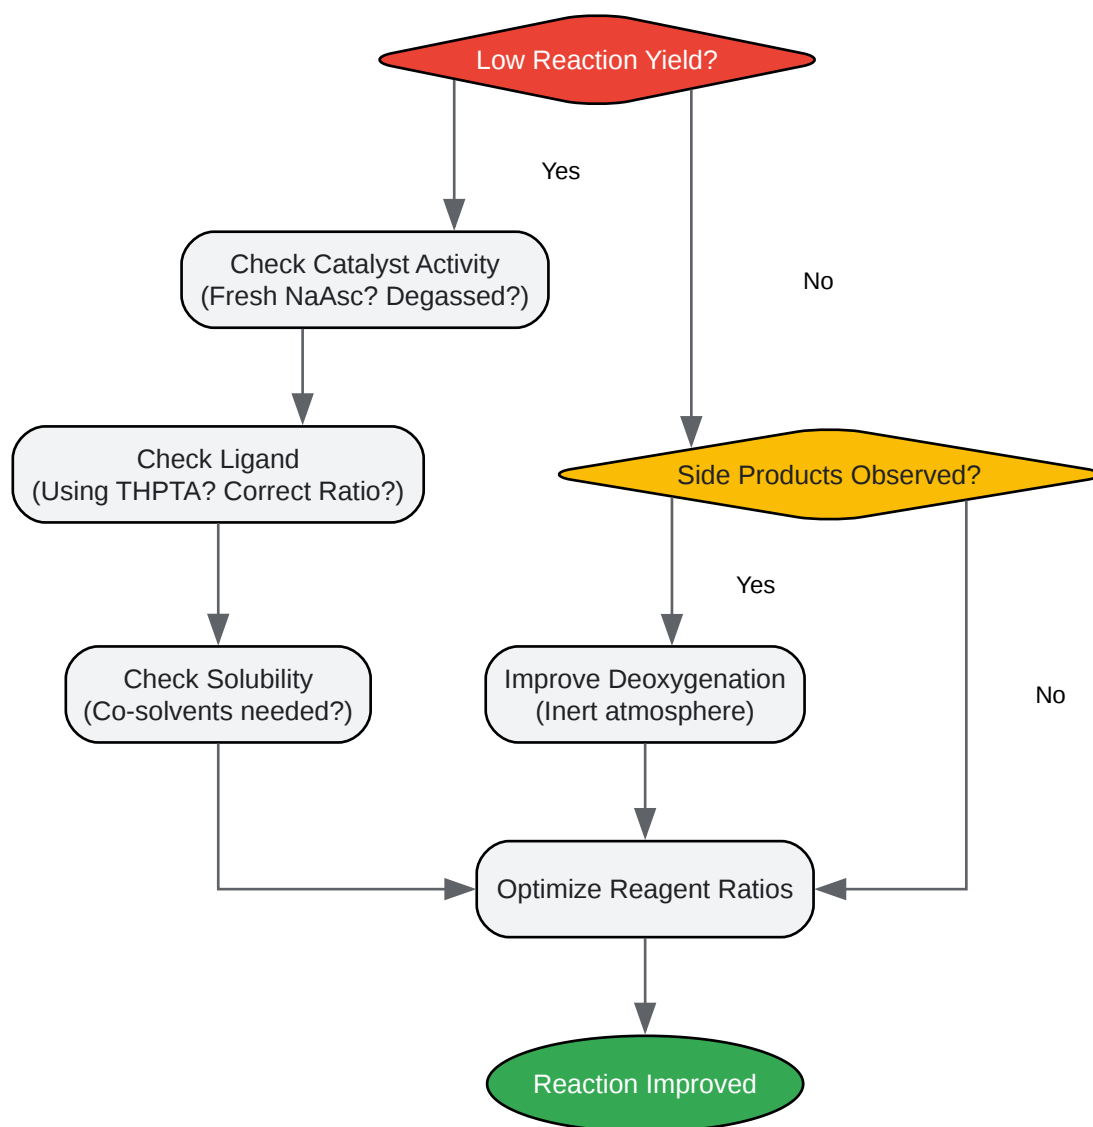 Low Reaction Yield?
Yes
Check Catalyst Activity
(Fresh NaAsc? Degassed?)
No
Check Ligand
(Using THPTA? Correct Ratio?)
Side Products Observed?
Yes
Check Solubility
(Co-solvents needed?)
Improve Deoxygenation
(Inert atmosphere)
No
Optimize Reagent Ratios
Reaction Improved